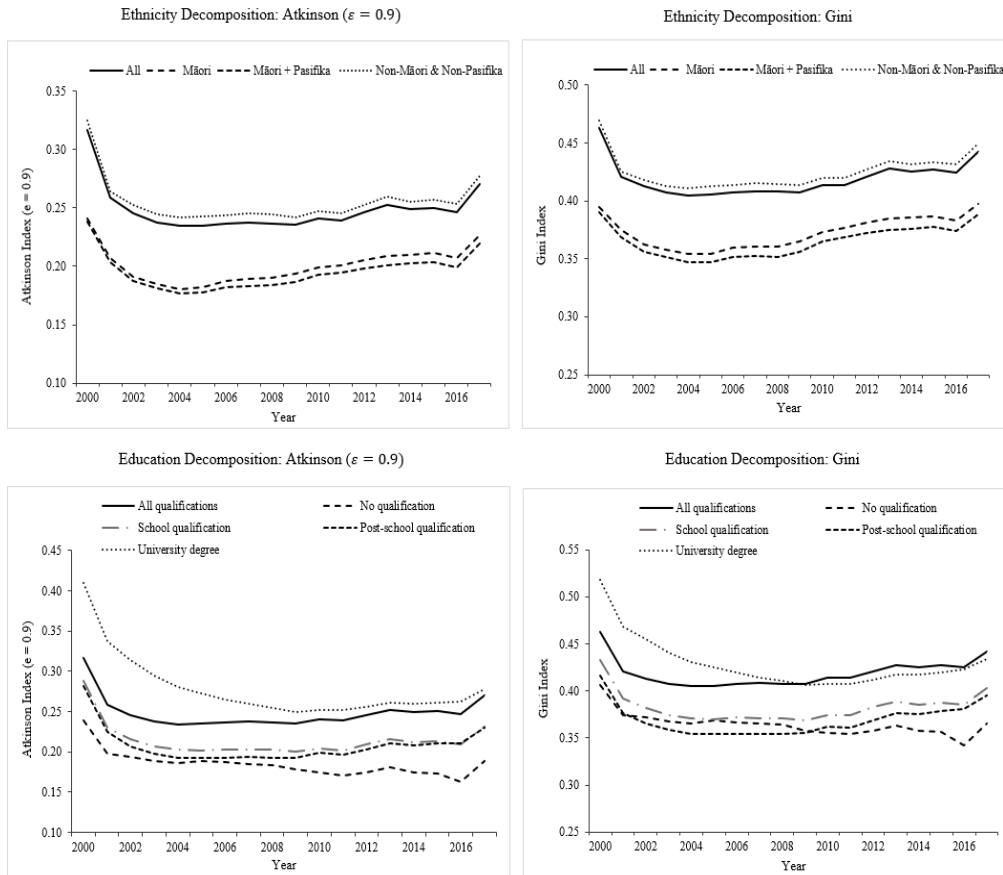 Ethnicity Decomposition: Atkinson (ε = 0.9)
All Māori Māori + Pasifika Non-Māori & Non-Pasifika
0.35
0.30
0.25
0.20
0.15
0.10
Atkinson Index (e = 0.9)
2000 2002 2004 2006 2008 2010 2012 2014 2016
Year
Ethnicity Decomposition: Gini
All Māori Māori + Pasifika Non-Māori & Non-Pasifika
0.50
0.45
0.40
0.35
0.30
0.25
Gini Index
2000 2002 2004 2006 2008 2010 2012 2014 2016
Year
Education Decomposition: Atkinson (ε = 0.9)
All qualifications No qualification
School qualification Post-school qualification
University degree
0.45
0.40
0.35
0.30
0.25
0.20
0.15
0.10
Atkinson Index (e = 0.9)
2000 2002 2004 2006 2008 2010 2012 2014 2016
Year
Education Decomposition: Gini
All qualifications No qualification
School qualification Post-school qualification
University degree
0.55
0.50
0.45
0.40
0.35
0.30
0.25
Gini Index
2000 2002 2004 2006 2008 2010 2012 2014 2016
Year